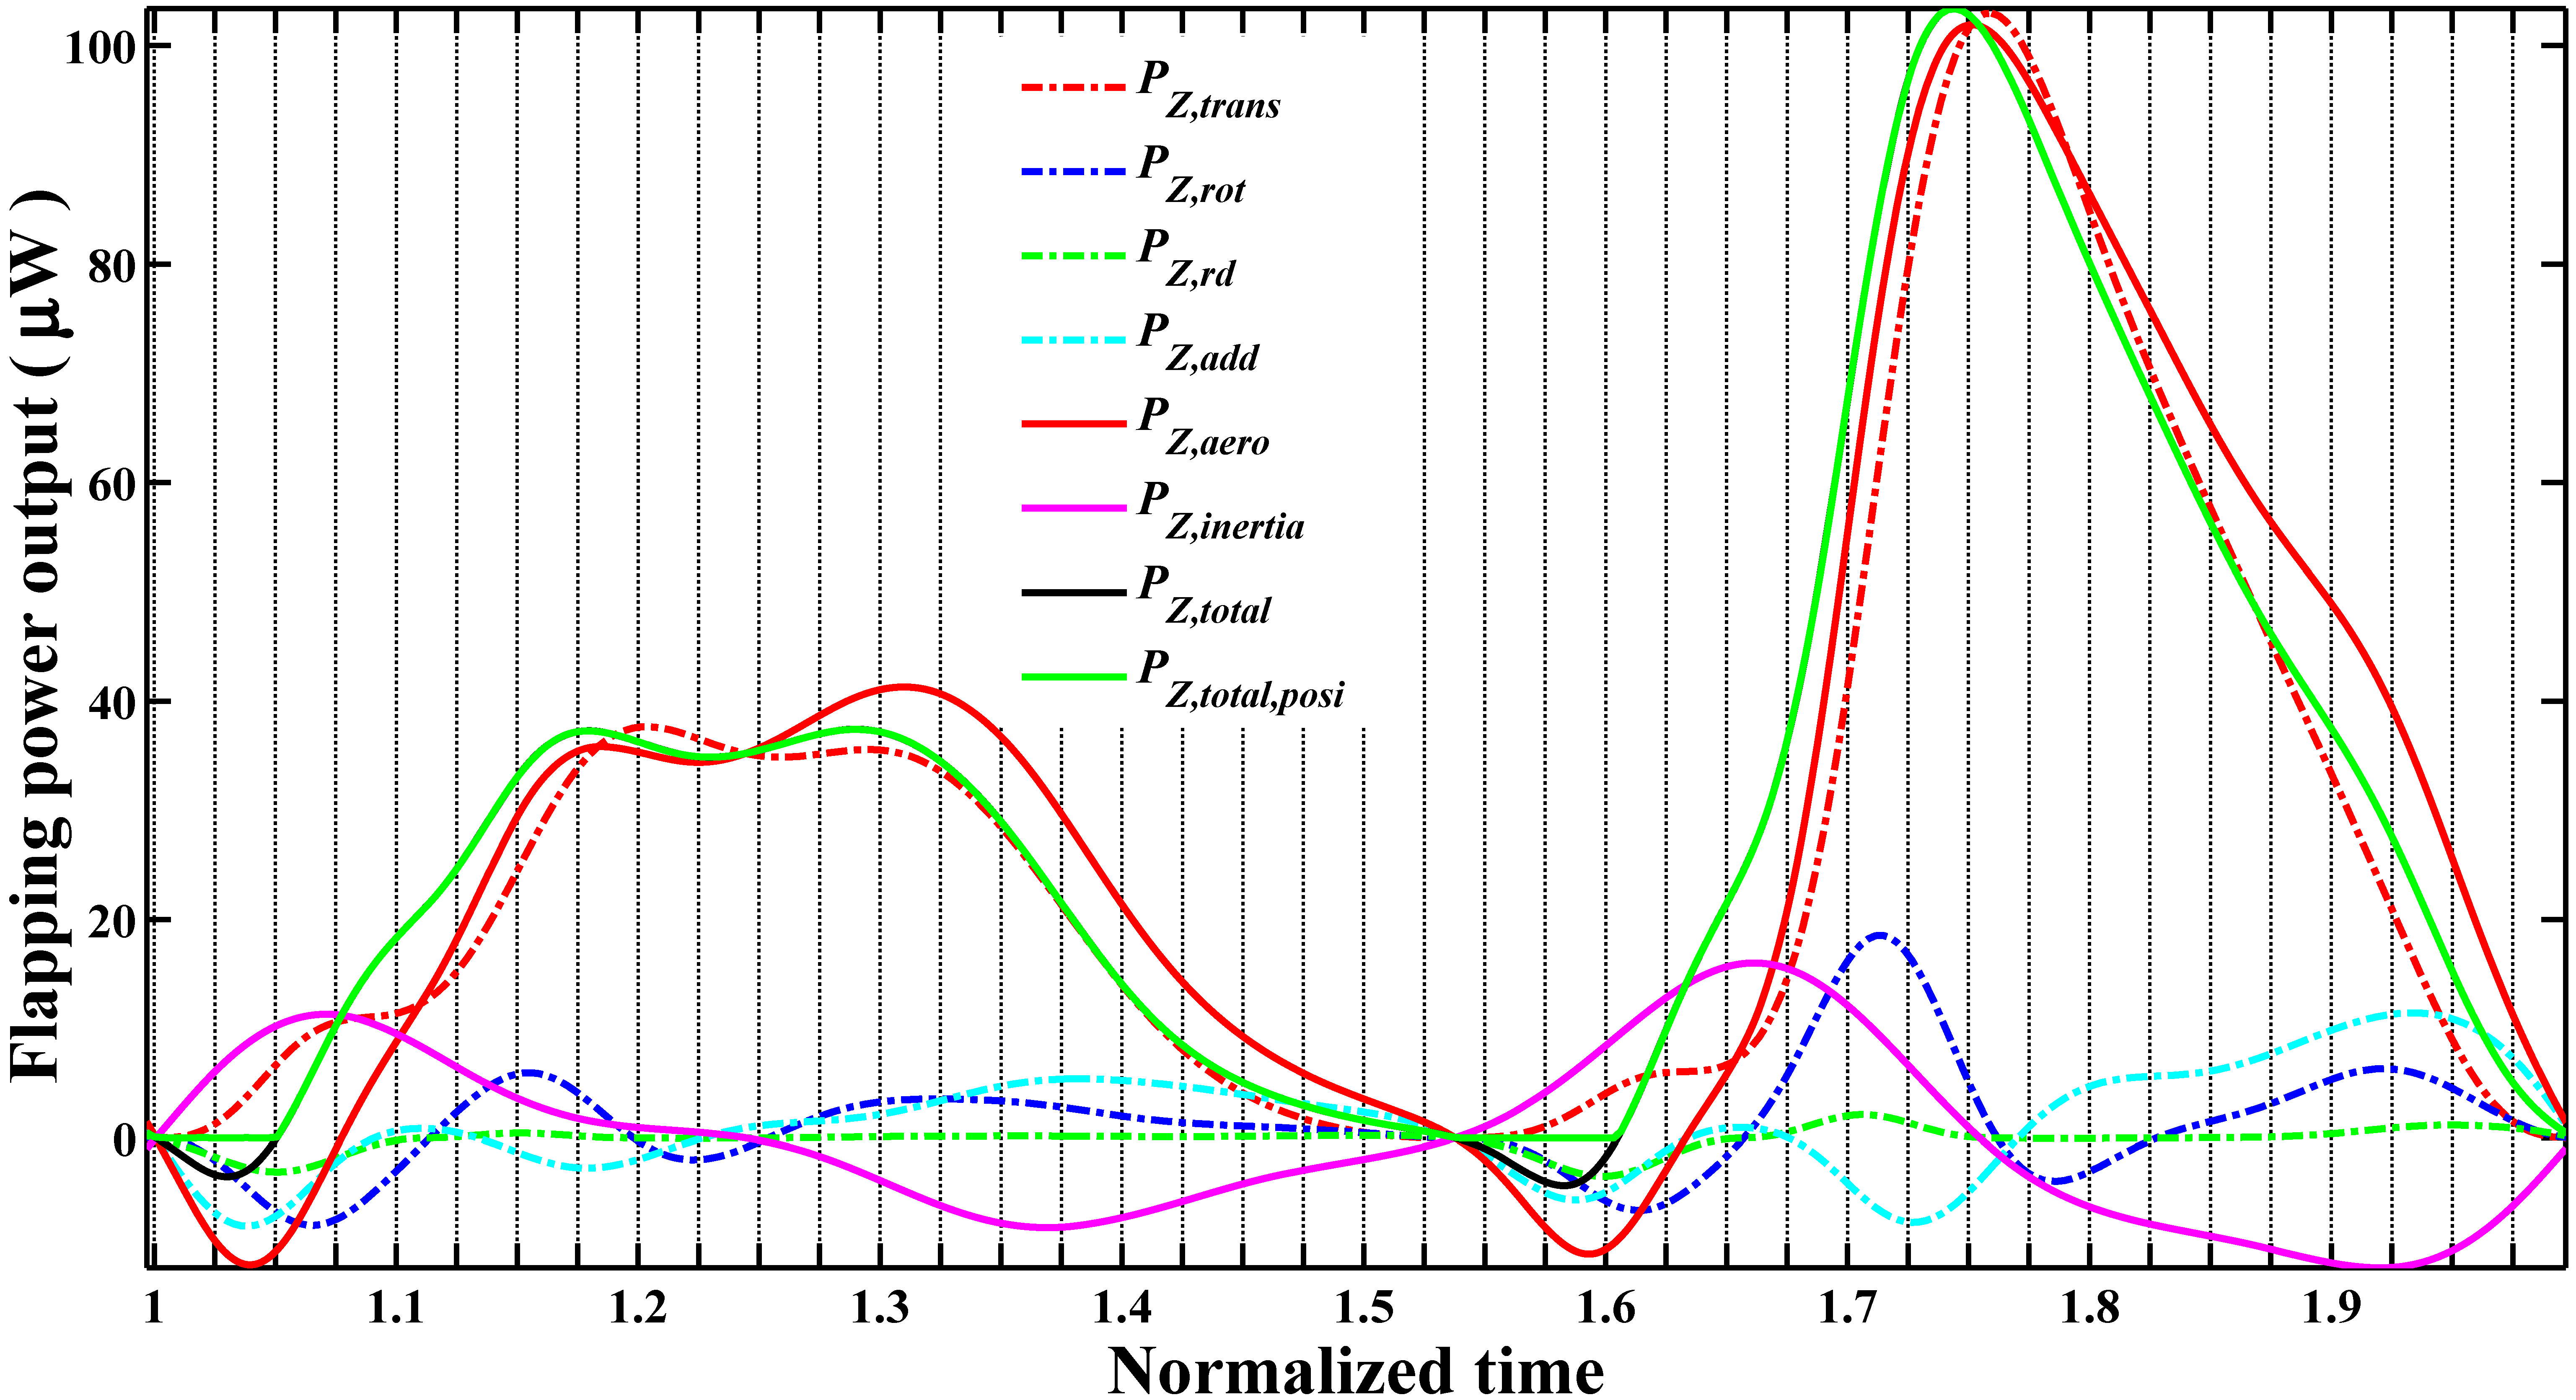 Flapping power output ( μW )
100
80
60
40
20
0
P Z,trans
P Z,rot
P Z,rd
P Z,add
P Z,aero
P Z,inertia
P Z,total
P Z,total,posi
1 1.1 1.2 1.3 1.4 1.5 1.6 1.7 1.8 1.9
Normalized time